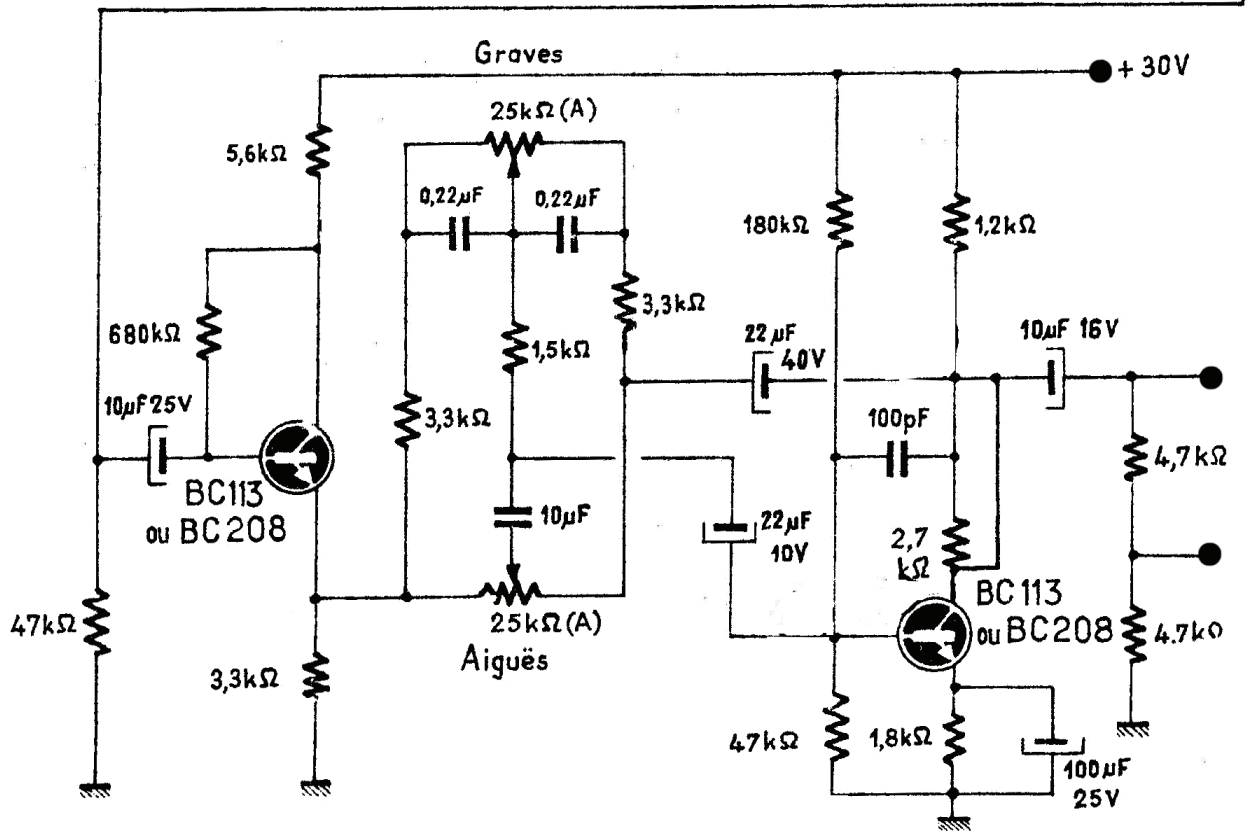 Graves
+ 30V
25kΩ (A)
5,6kΩ
0,22µF
0,22µF
180kΩ
1,2kΩ
680kΩ
3,3kΩ
1,5kΩ
22µF
40V
10µF 16V
10µF 25V
3,3kΩ
100pF
4,7kΩ
BC113
ou BC208
10µF
22µF
10V
2,7
kΩ
BC113
ou BC208
47kΩ
25kΩ (A)
Aiguës
4.7kΩ
3,3kΩ
47kΩ
1,8kΩ
100µF
25V